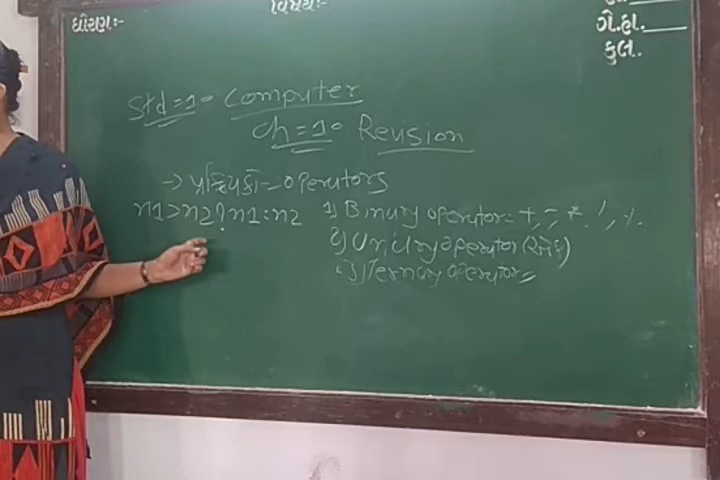 ધોરણ:-
વિષય:-
ગે.હા.
કુલ.
Std = 10 Computer
Ch = 10 Revision
→ પ્રક્રિયકો - operators
n1>n2?n1:n2
1) Binary operator:- +, -, *, /, %.
2) Unary operator (એક)
3) Ternary operator